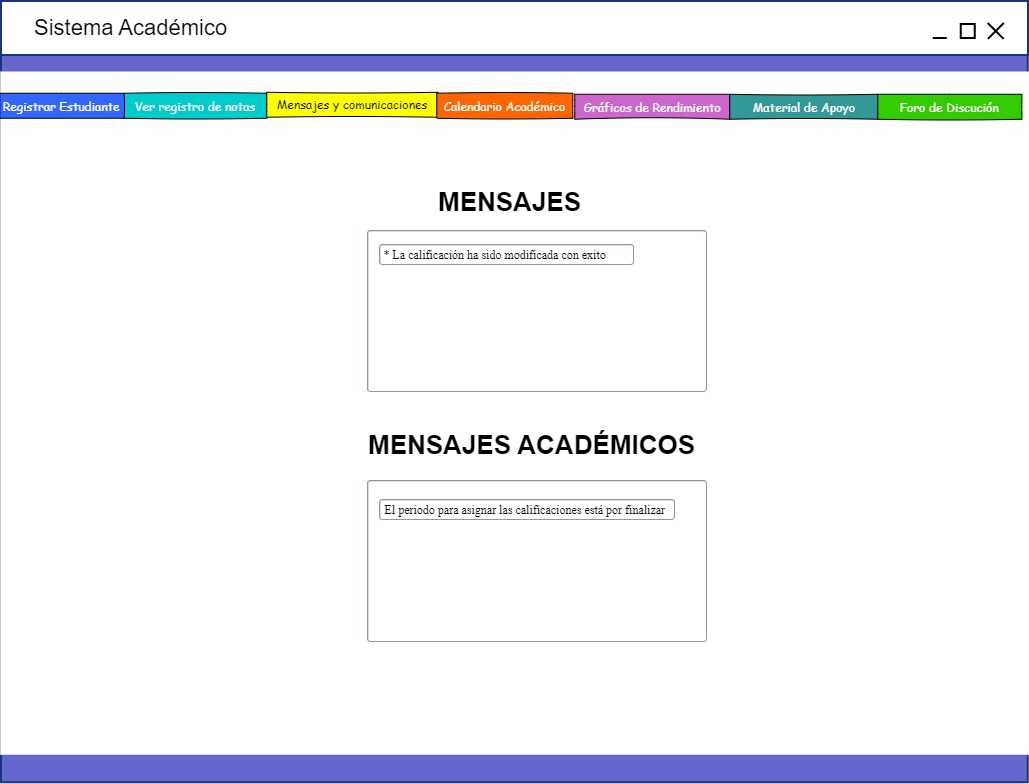 Sistema Académico
Registrar Estudiante
Ver registro de notas
Mensajes y comunicaciones
Calendario Académico
Gráficos de Rendimiento
Material de Apoyo
Foro de Discución
MENSAJES
* La calificación ha sido modificada con exito
MENSAJES ACADÉMICOS
El periodo para asignar las calificaciones está por finalizar